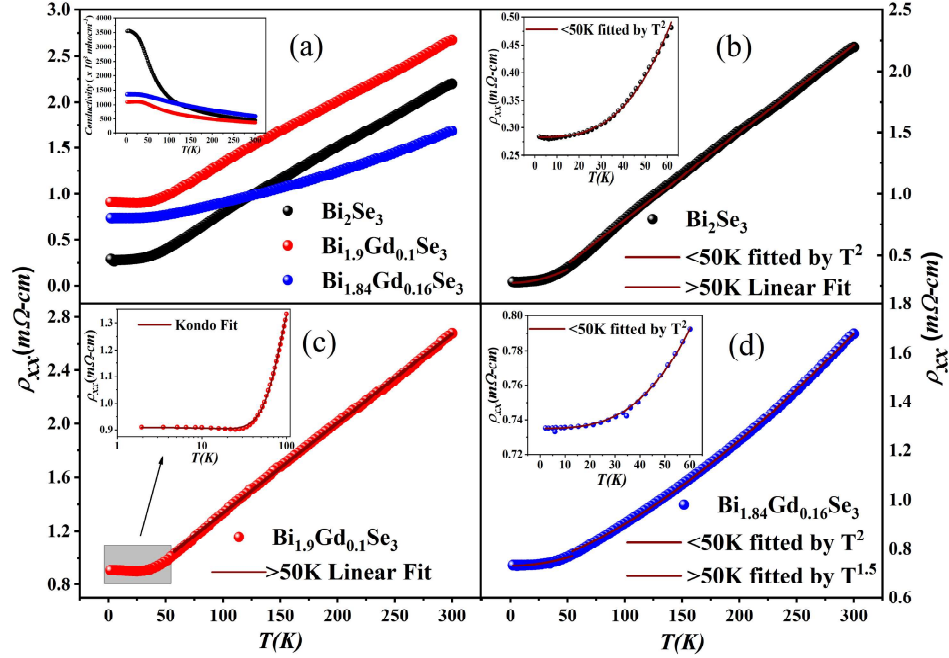 (a)
Conductivity ( x 10³ mhocm⁻¹)
4000
3500
3000
2500
2000
1500
1000
500
0
0 50 100 150 200 250 300
T(K)
3.0
2.5
2.0
1.5
1.0
0.5
0.0
Bi₂Se₃
Bi₁.₉Gd₀.₁Se₃
Bi₁.₈₄Gd₀.₁₆Se₃
(b)
<50K fitted by T²
ρxx(mΩ-cm)
0.50
0.45
0.40
0.35
0.30
0.25
0 10 20 30 40 50 60
T(K)
2.5
2.0
1.5
1.0
0.5
Bi₂Se₃
<50K fitted by T²
>50K Linear Fit
ρxx(mΩ-cm)
(c)
Kondo Fit
ρxx(mΩ-cm)
1.3
1.2
1.1
1.0
0.9
1 10 100
T(K)
3.0
2.7
2.4
2.1
1.8
1.5
1.2
0.9
Bi₁.₉Gd₀.₁Se₃
>50K Linear Fit
0.8
0 50 100 150 200 250 300
T(K)
(d)
<50K fitted by T²
ρxx(mΩ-cm)
0.80
0.78
0.76
0.74
0.72
0 10 20 30 40 50 60
T(K)
1.8
1.6
1.4
1.2
1.0
0.8
0.6
Bi₁.₈₄Gd₀.₁₆Se₃
<50K fitted by T²
>50K fitted by T¹·⁵
0 50 100 150 200 250 300
T(K)
ρxx (mΩ-cm)